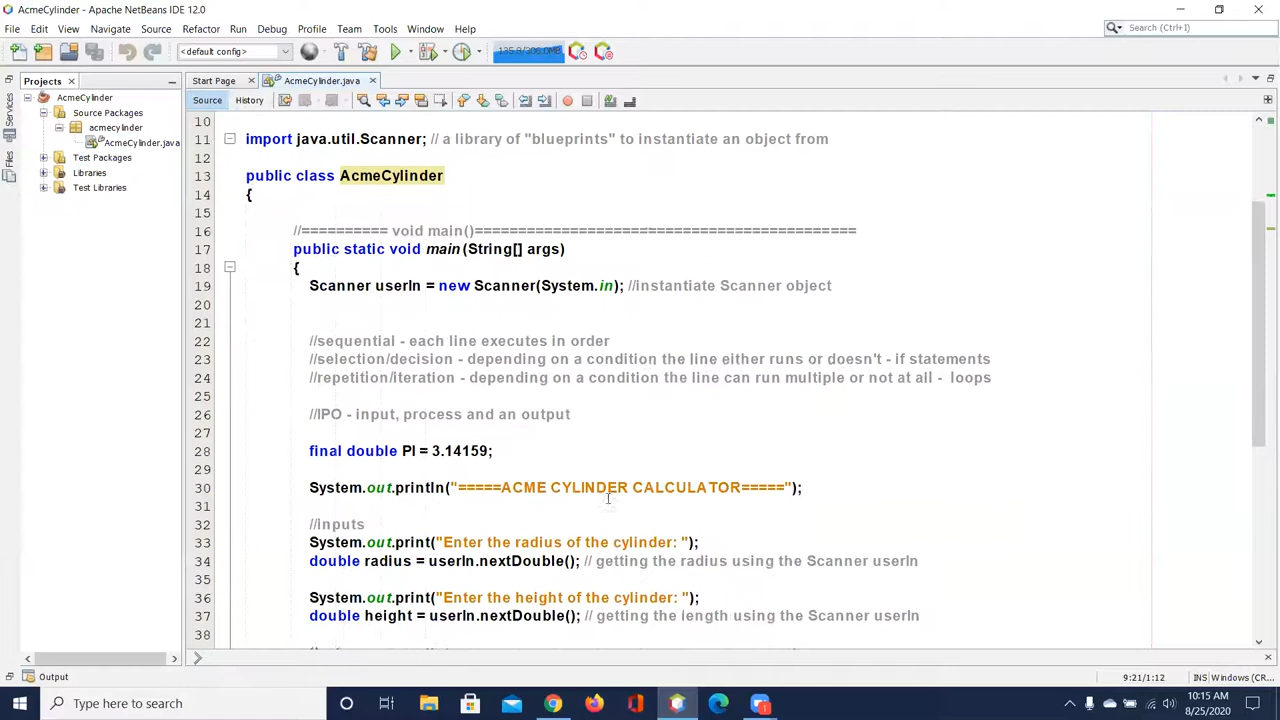 AcmeCylinder - Apache NetBeans IDE 12.0
File Edit View Navigate Source Refactor Run Debug Profile Team Tools Window Help
Search (Ctrl+I)
<default config>
135.8/306.0MB
Projects
Start Page
AcmeCylinder.java
Services
Files
AcmeCylinder
Source Packages
acmecylinder
AcmeCylinder.java
Test Packages
Libraries
Test Libraries
Source History
10
11 import java.util.Scanner; // a library of "blueprints" to instantiate an object from
12
13 public class AcmeCylinder
14 {
15
16 //========== void main()============================================
17 public static void main(String[] args)
18 {
19 Scanner userIn = new Scanner(System.in); //instantiate Scanner object
20
21
22 //sequential - each line executes in order
23 //selection/decision - depending on a condition the line either runs or doesn't - if statements
24 //repetition/iteration - depending on a condition the line can run multiple or not at all - loops
25
26 //IPO - input, process and an output
27
28 final double PI = 3.14159;
29
30 System.out.println("=====ACME CYLINDER CALCULATOR=====");
31
32 //inputs
33 System.out.print("Enter the radius of the cylinder: ");
34 double radius = userIn.nextDouble(); // getting the radius using the Scanner userIn
35
36 System.out.print("Enter the height of the cylinder: ");
37 double height = userIn.nextDouble(); // getting the length using the Scanner userIn
38
Output
9:21/1:12
INS
Windows (CR
Type here to search
1
10:15 AM
8/25/2020